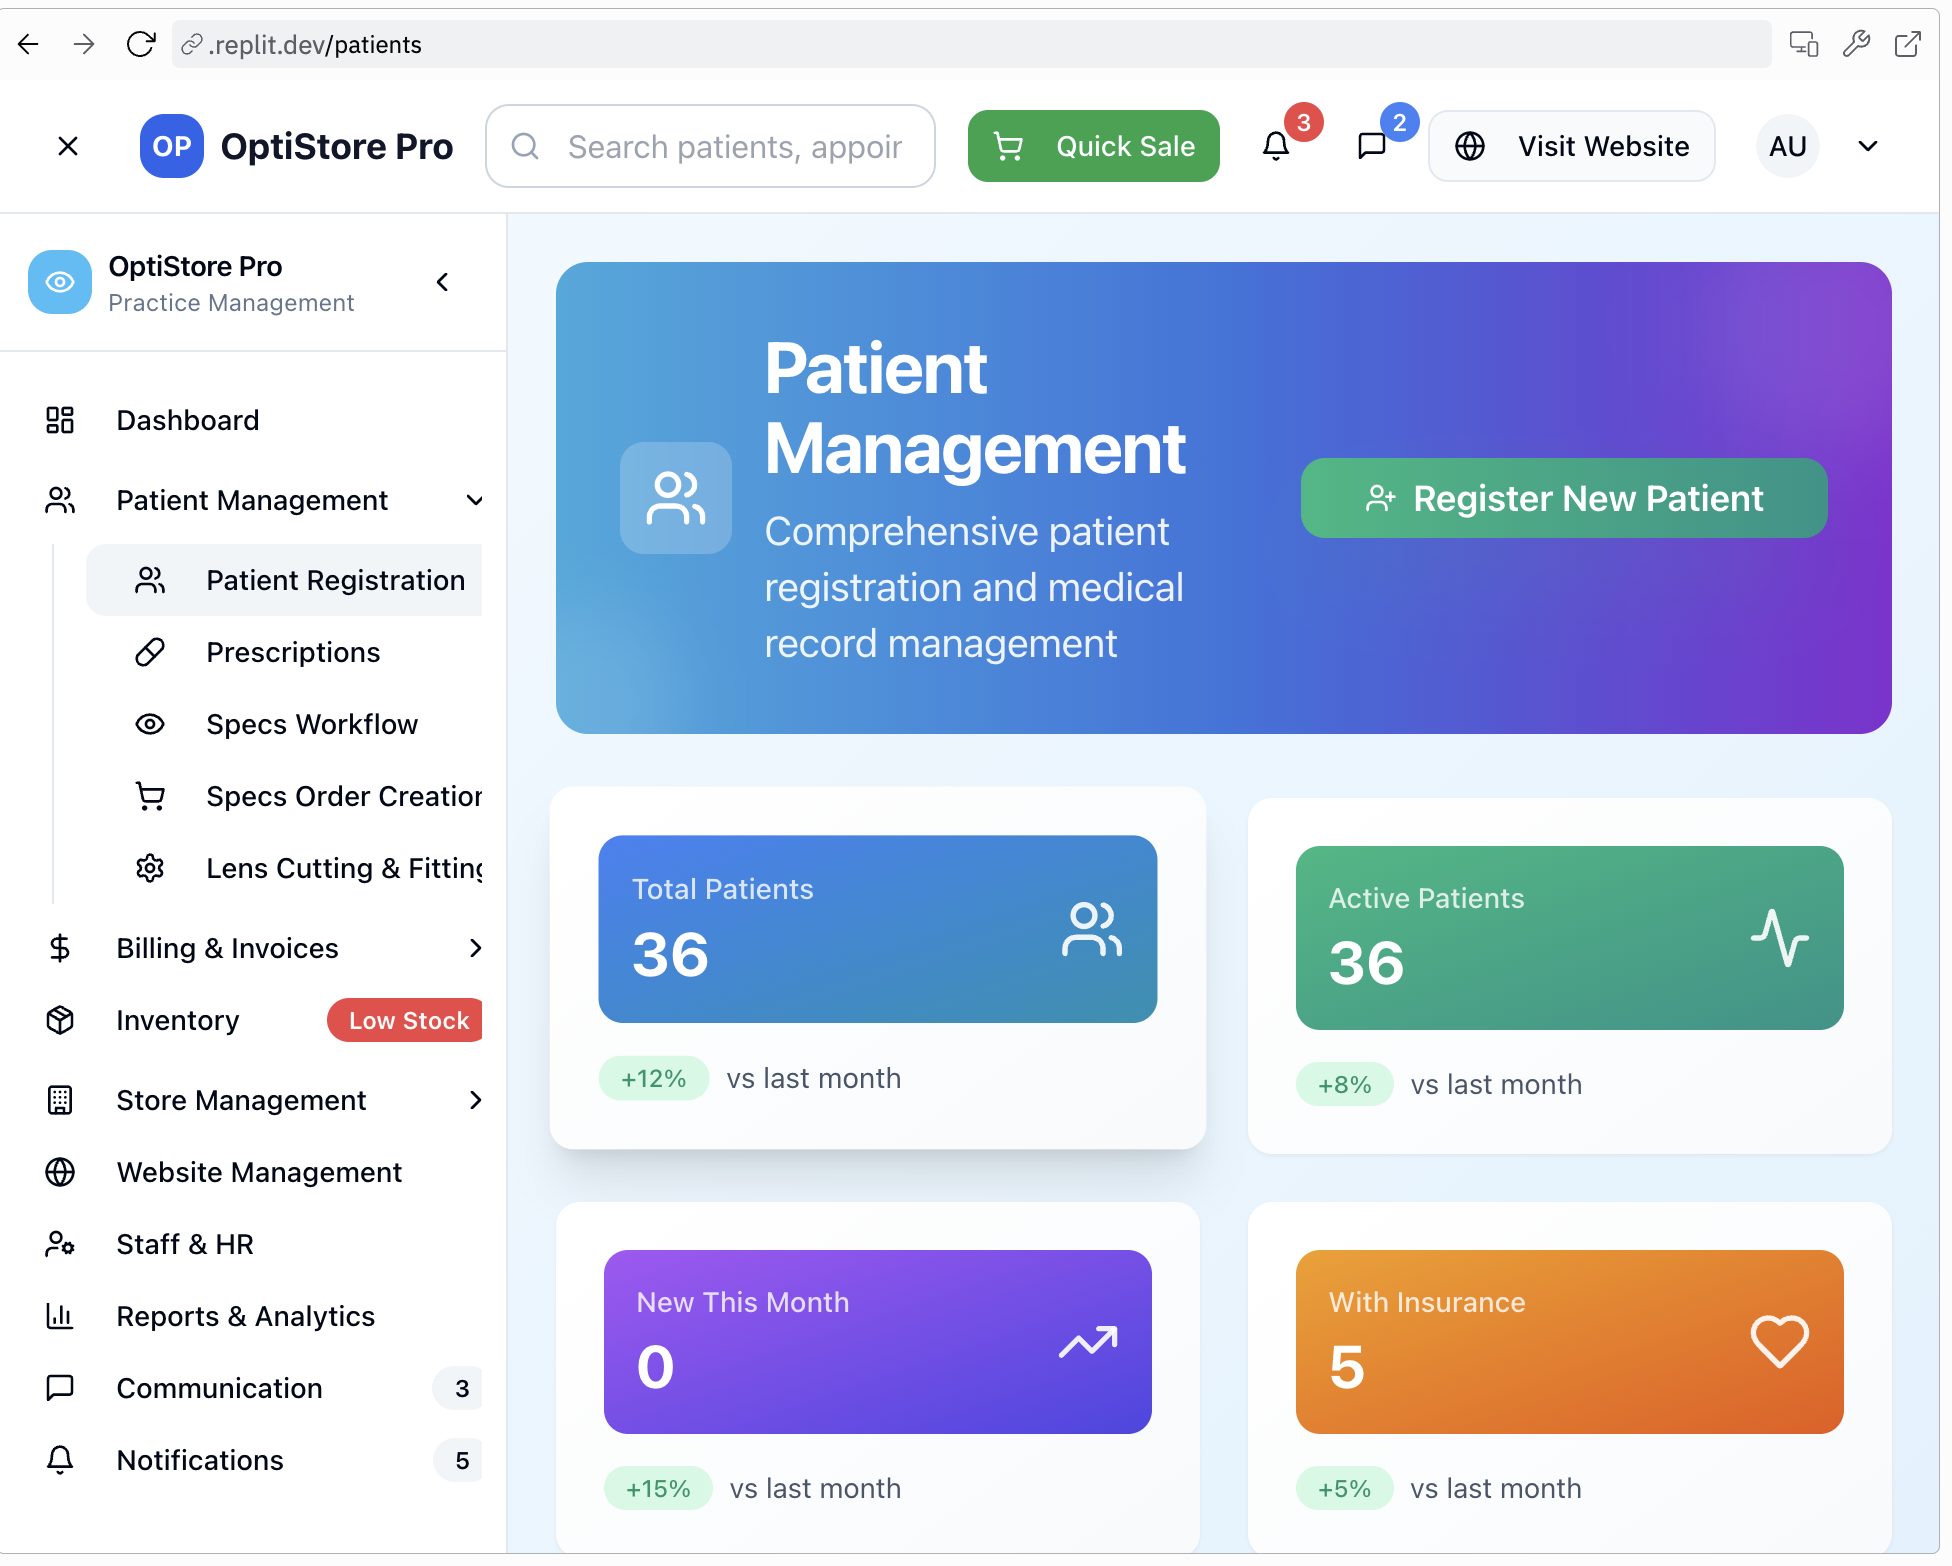 .replit.dev/patients
OP OptiStore Pro
Search patients, appoir
Quick Sale
3
2
Visit Website
AU
OptiStore Pro
Practice Management
Dashboard
Patient Management
Patient Registration
Prescriptions
Specs Workflow
Specs Order Creation
Lens Cutting & Fitting
Billing & Invoices
Inventory
Low Stock
Store Management
Website Management
Staff & HR
Reports & Analytics
Communication
3
Notifications
5
Patient
Management
Comprehensive patient
registration and medical
record management
Register New Patient
Total Patients
36
+12% vs last month
Active Patients
36
+8% vs last month
New This Month
0
+15% vs last month
With Insurance
5
+5% vs last month